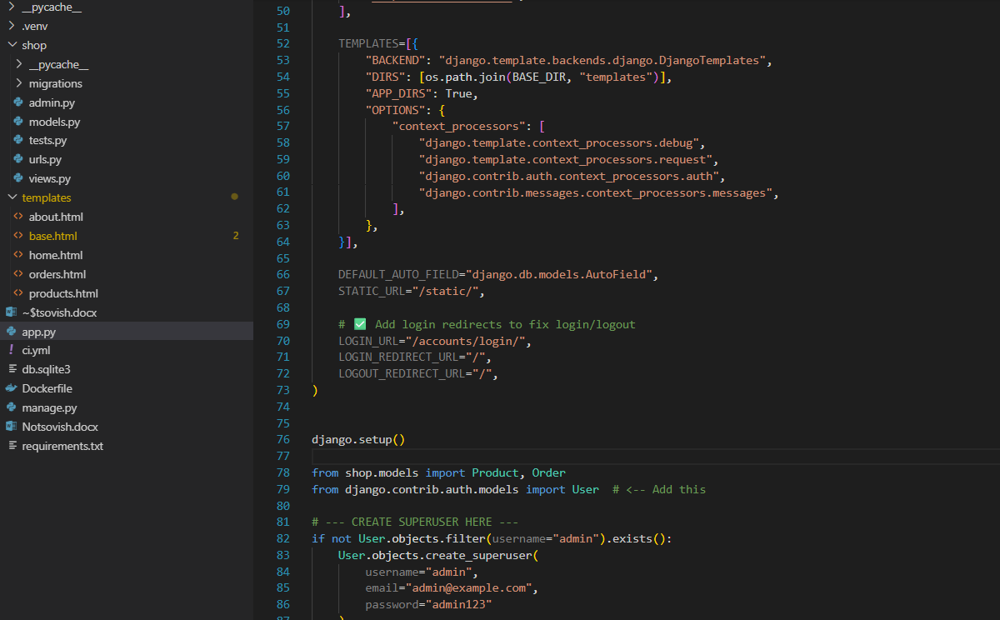 __pycache__
.venv
shop
__pycache__
migrations
admin.py
models.py
tests.py
urls.py
views.py
templates
about.html
base.html 2
home.html
orders.html
products.html
~$tsovish.docx
app.py
ci.yml
db.sqlite3
Dockerfile
manage.py
Notsovish.docx
requirements.txt
50 ],
51
52 TEMPLATES=[{
53 "BACKEND": "django.template.backends.django.DjangoTemplates",
54 "DIRS": [os.path.join(BASE_DIR, "templates")],
55 "APP_DIRS": True,
56 "OPTIONS": {
57 "context_processors": [
58 "django.template.context_processors.debug",
59 "django.template.context_processors.request",
60 "django.contrib.auth.context_processors.auth",
61 "django.contrib.messages.context_processors.messages",
62 ],
63 },
64 }],
65
66 DEFAULT_AUTO_FIELD="django.db.models.AutoField",
67 STATIC_URL="/static/",
68
69 # ✅ Add login redirects to fix login/logout
70 LOGIN_URL="/accounts/login/",
71 LOGIN_REDIRECT_URL="/",
72 LOGOUT_REDIRECT_URL="/",
73 )
74
75
76 django.setup()
77
78 from shop.models import Product, Order
79 from django.contrib.auth.models import User # <-- Add this
80
81 # --- CREATE SUPERUSER HERE ---
82 if not User.objects.filter(username="admin").exists():
83 User.objects.create_superuser(
84 username="admin",
85 email="admin@example.com",
86 password="admin123"
87 )